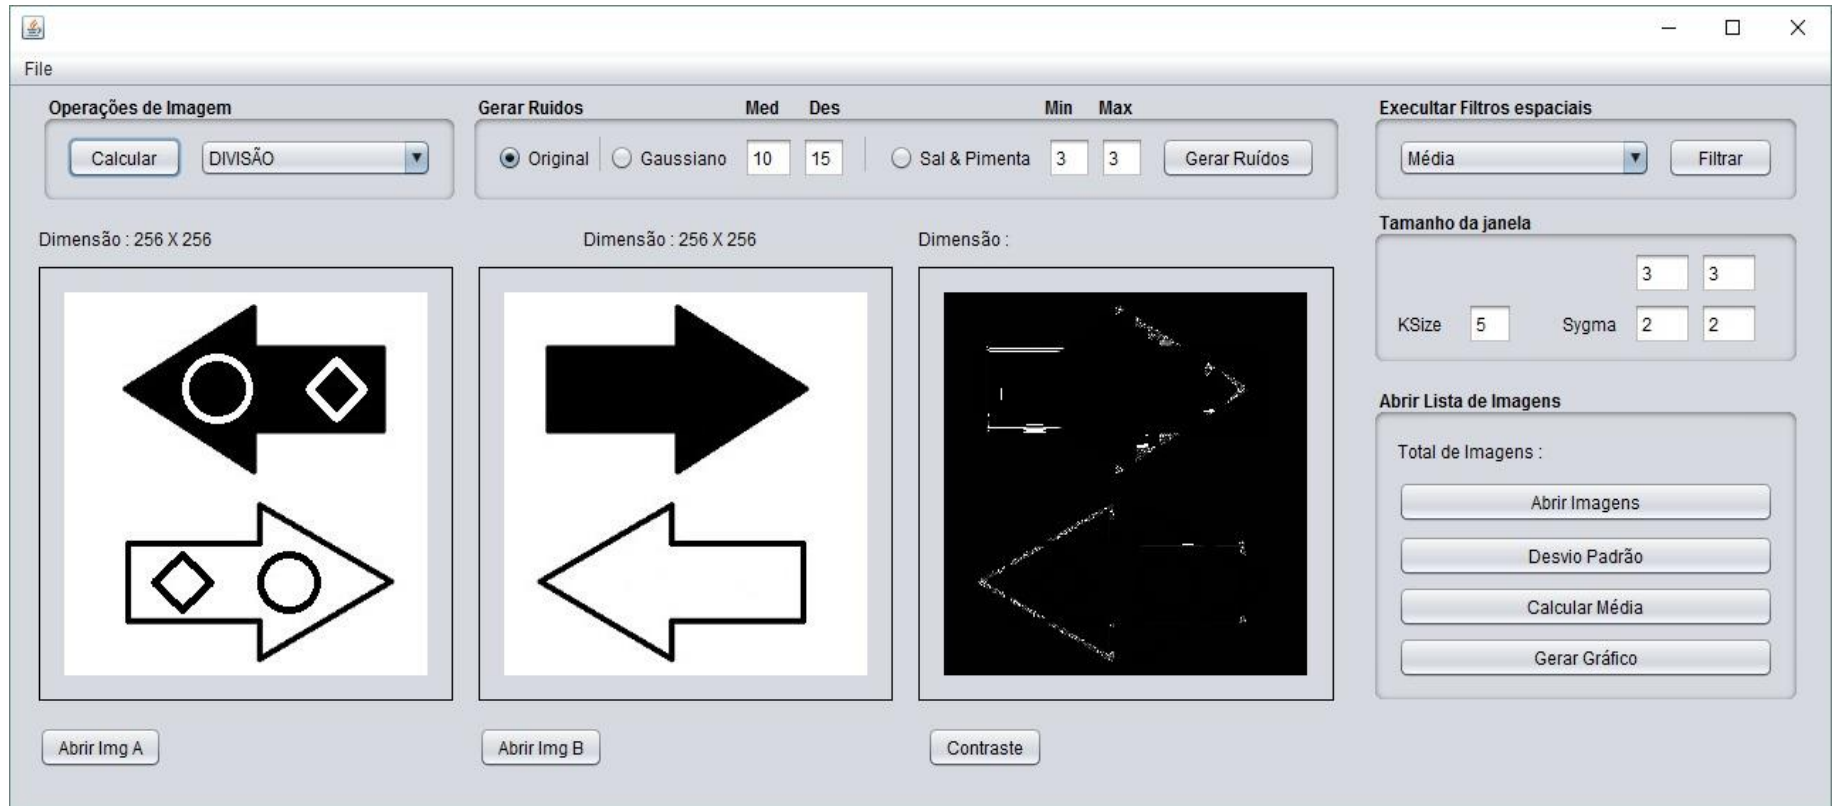 File
Operações de Imagem
Calcular DIVISÃO
Gerar Ruidos Med Des Min Max
Original Gaussiano 10 15 Sal & Pimenta 3 3 Gerar Ruídos
Execultar Filtros espaciais
Média Filtrar
Dimensão : 256 X 256
Dimensão : 256 X 256
Dimensão :
Tamanho da janela
3 3
KSize 5 Sygma 2 2
Abrir Lista de Imagens
Total de Imagens :
Abrir Imagens
Desvio Padrão
Calcular Média
Gerar Gráfico
Abrir Img A
Abrir Img B
Contraste